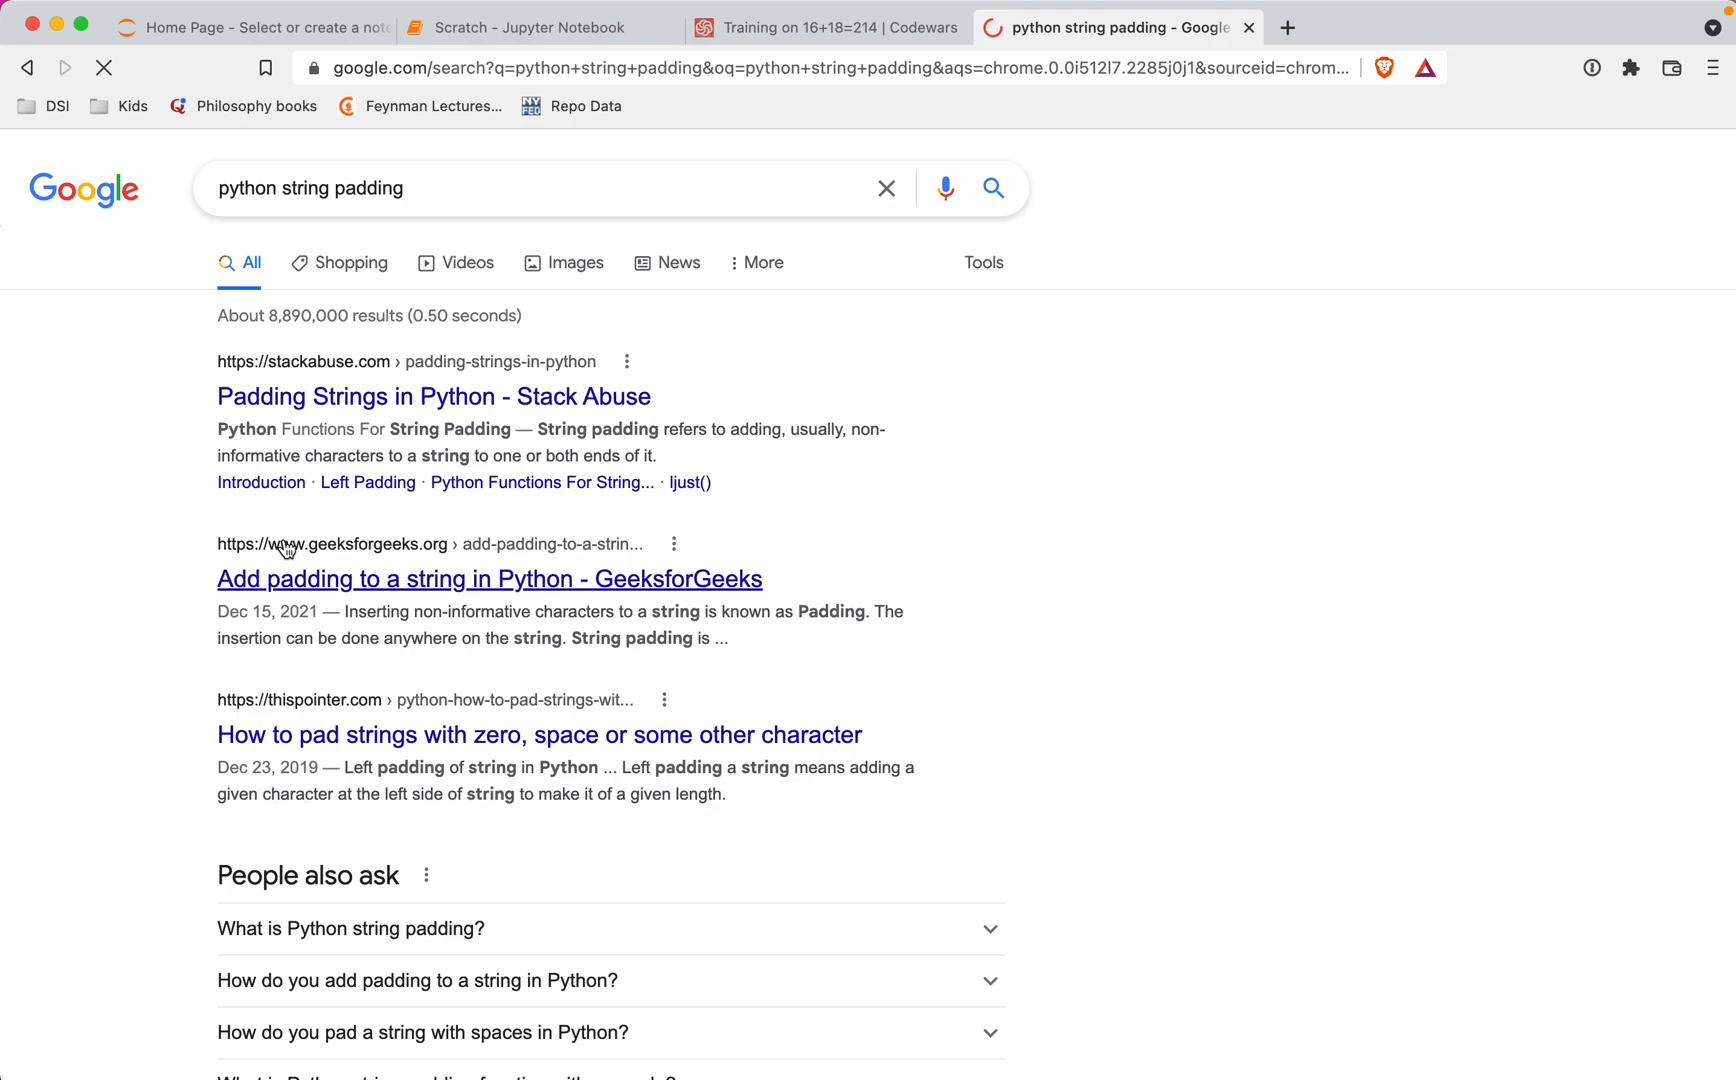 Home Page - Select or create a note
Scratch - Jupyter Notebook
Training on 16+18=214 | Codewars
python string padding - Google
google.com/search?q=python+string+padding&oq=python+string+padding&aqs=chrome.0.0i512l7.2285j0j1&sourceid=chrom...
DSI
Kids
Philosophy books
Feynman Lectures...
Repo Data
Google
python string padding
All
Shopping
Videos
Images
News
More
Tools
About 8,890,000 results (0.50 seconds)
https://stackabuse.com › padding-strings-in-python
Padding Strings in Python - Stack Abuse
Python Functions For String Padding — String padding refers to adding, usually, non-
informative characters to a string to one or both ends of it.
Introduction · Left Padding · Python Functions For String... · ljust()
https://www.geeksforgeeks.org › add-padding-to-a-strin...
Add padding to a string in Python - GeeksforGeeks
Dec 15, 2021 — Inserting non-informative characters to a string is known as Padding. The
insertion can be done anywhere on the string. String padding is ...
https://thispointer.com › python-how-to-pad-strings-wit...
How to pad strings with zero, space or some other character
Dec 23, 2019 — Left padding of string in Python ... Left padding a string means adding a
given character at the left side of string to make it of a given length.
People also ask
What is Python string padding?
How do you add padding to a string in Python?
How do you pad a string with spaces in Python?